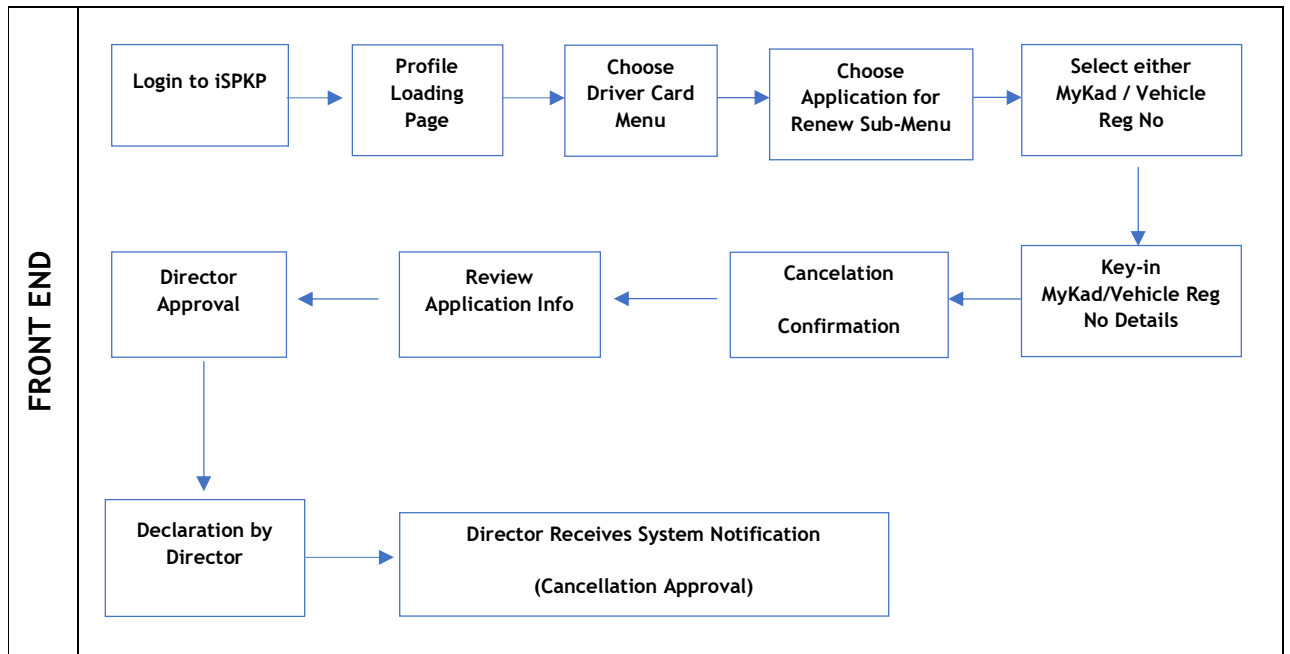 FRONT END
Login to iSPKP
Profile
Loading
Page
Choose
Driver Card
Menu
Choose
Application for
Renew Sub-Menu
Select either
MyKad / Vehicle
Reg No
Key-in
MyKad/Vehicle Reg
No Details
Cancelation
Confirmation
Review
Application Info
Director
Approval
Declaration by
Director
Director Receives System Notification
(Cancellation Approval)